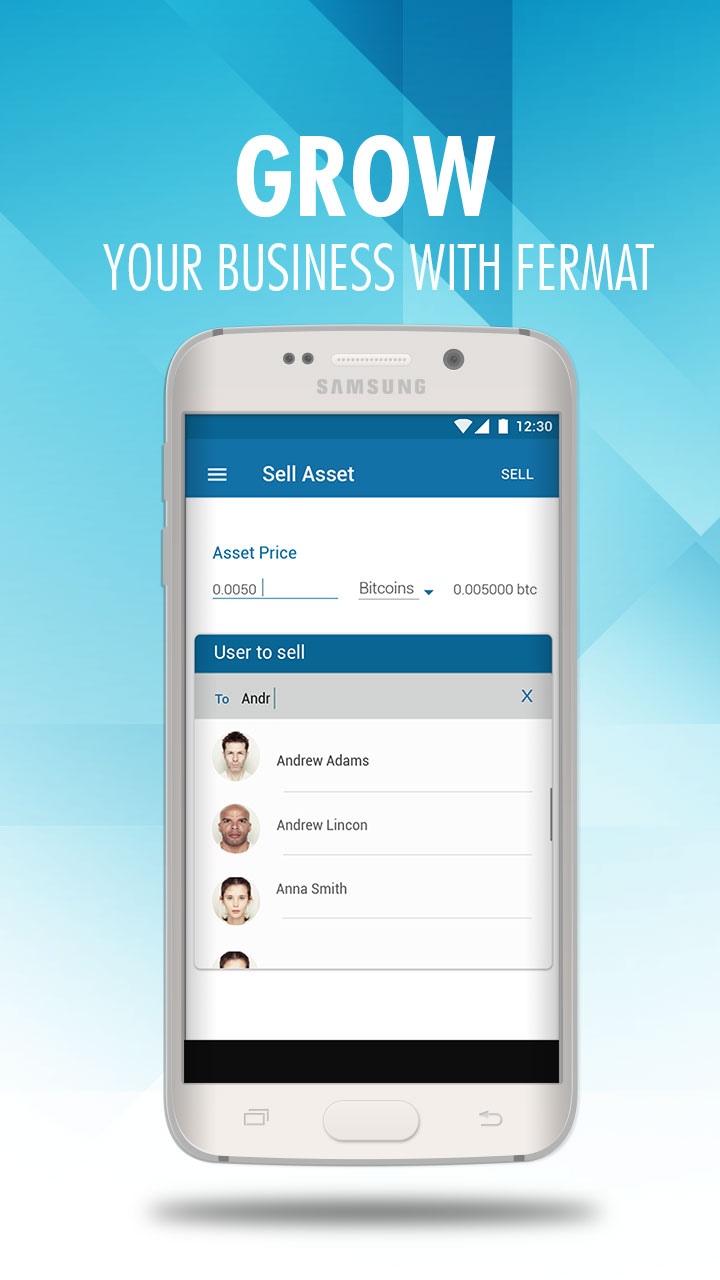 GROW
YOUR BUSINESS WITH FERMAT
SAMSUNG
12:30
Sell Asset SELL
Asset Price
0.0050 Bitcoins 0.005000 btc
User to sell
To Andr X
Andrew Adams
Andrew Lincon
Anna Smith